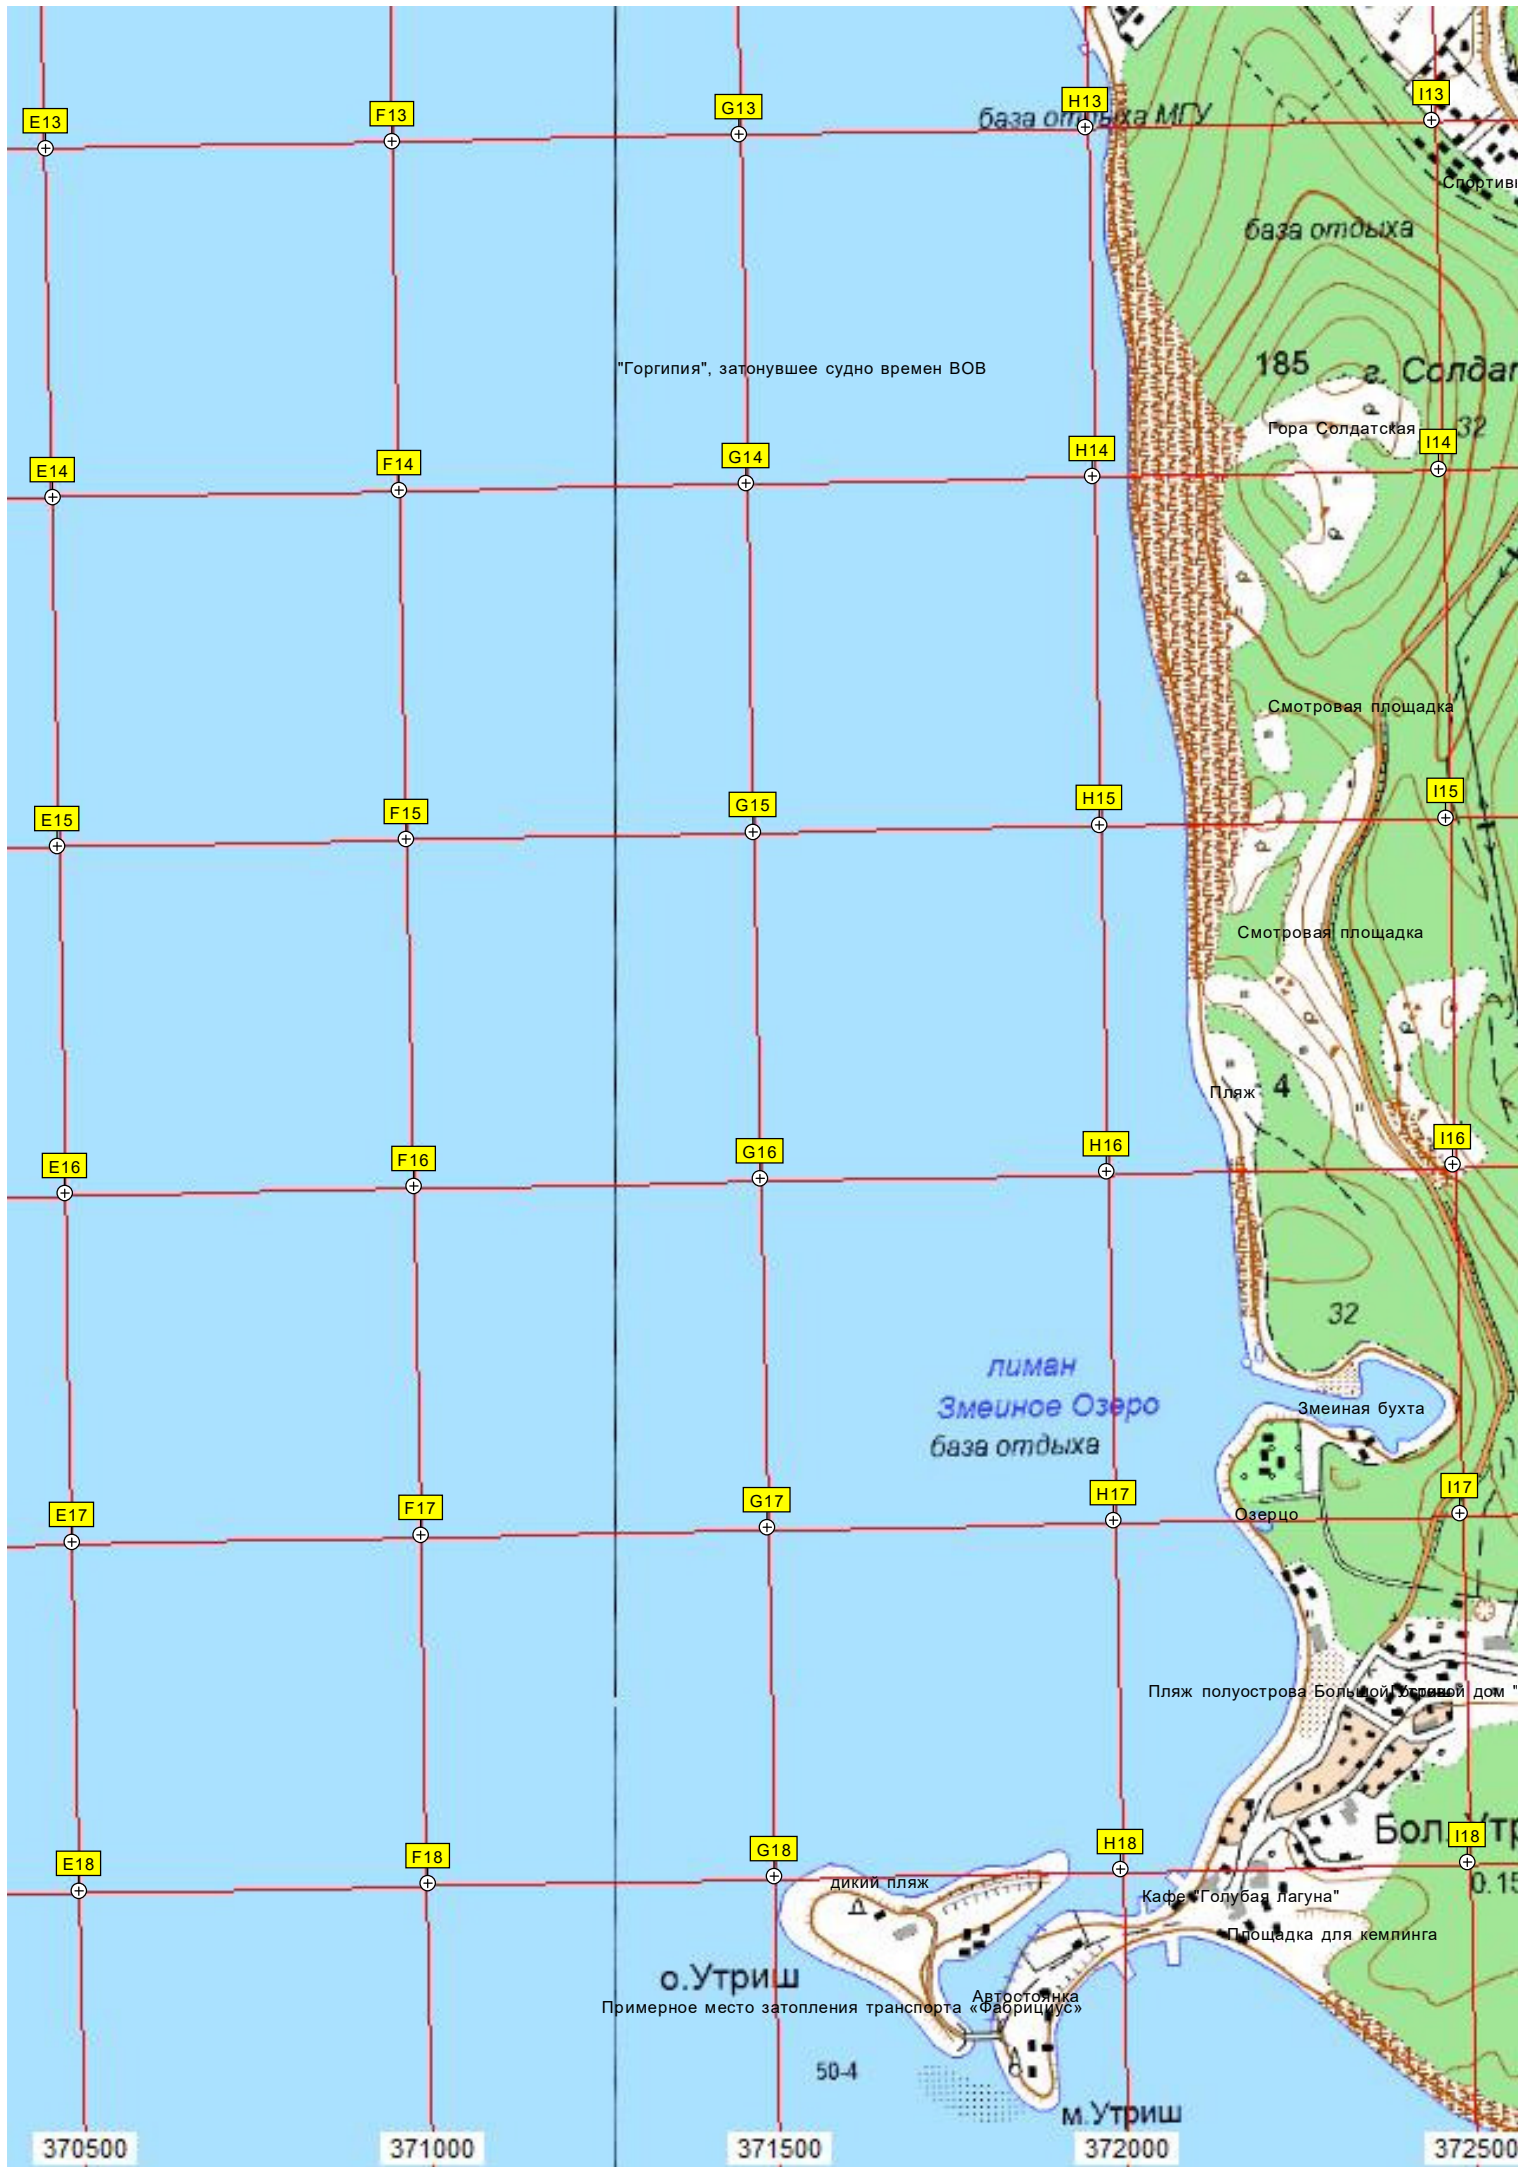 E13
F13
G13
H13
I13
база отдыха МГУ
база отдыха
"Горгипия", затонувшее судно времен ВОВ
185
г.
Гора Солдатская
32
E14
F14
G14
H14
I14
Смотровая площадка
E15
F15
G15
H15
I15
Смотровая площадка
Пляж
4
E16
F16
G16
H16
I16
32
лиман
Змеиное Озеро
база отдыха
Змеиная бухта
E17
F17
G17
H17
I17
Озерцо
Пляж полуострова Большой дом "
Бол.
E18
F18
G18
H18
I18
дикий пляж
Кафе "Голубая лагуна"
0.15
Площадка для кемпинга
о.Утриш
Автостоянка
Примерное место затопления транспорта «Фабрициус»
50-4
м.Утриш
370500
371000
371500
372000
372500